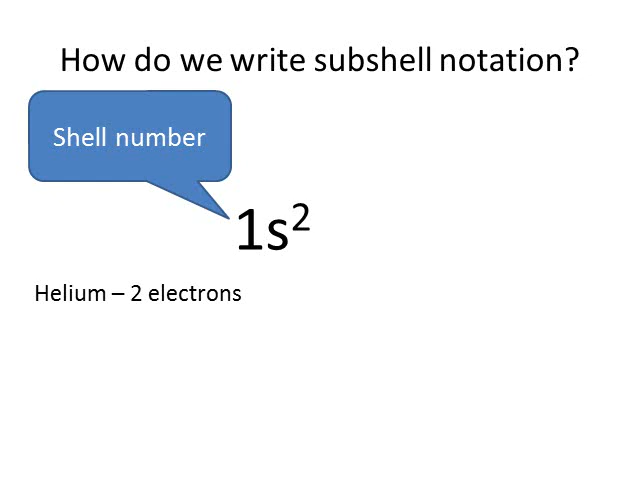 How do we write subshell notation?
Shell number
1s²
Helium – 2 electrons